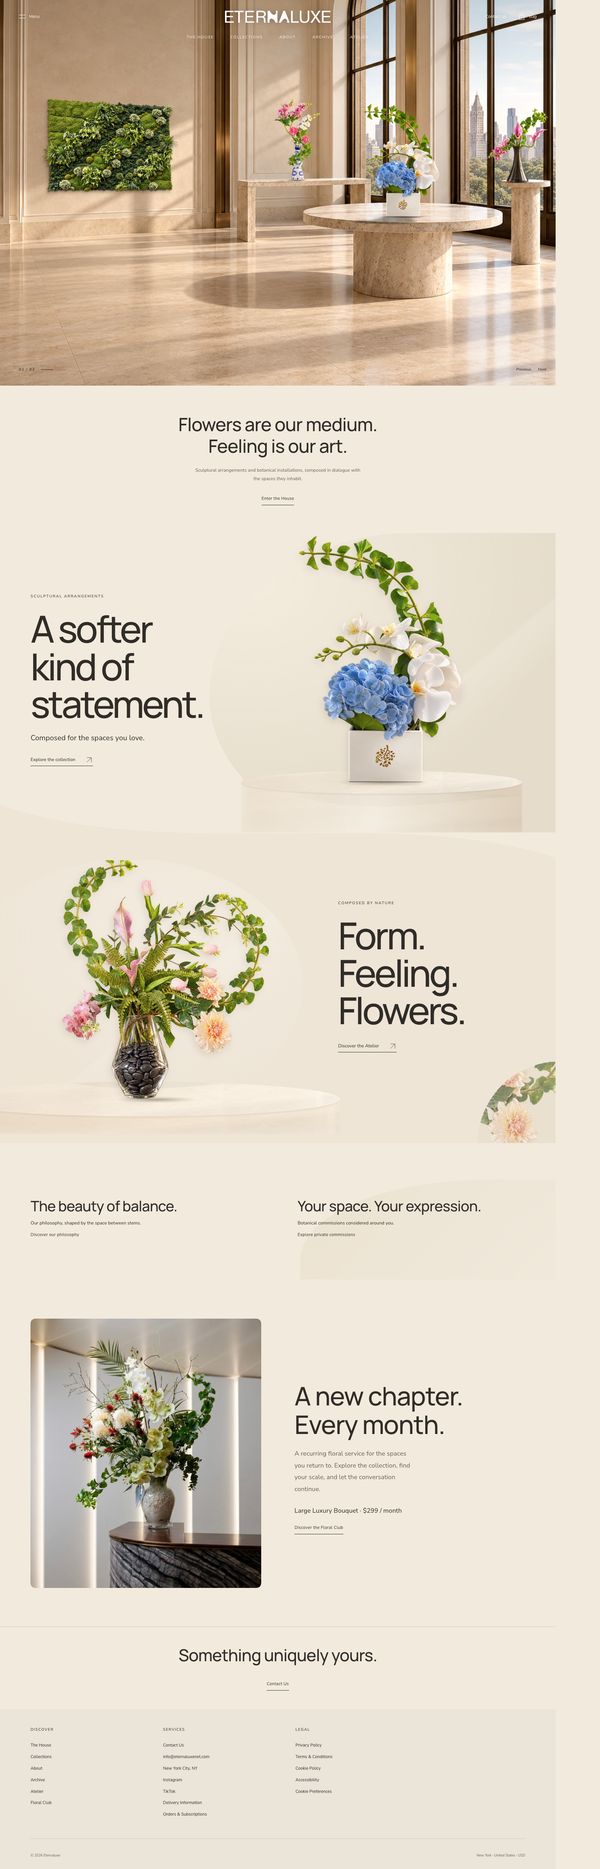 Menu
ETERNALUXE
THE HOUSE COLLECTIONS ABOUT ARCHIVE ATELIER
Previous Next
Flowers are our medium.
Feeling is our art.
Sculptural arrangements and botanical installations, composed in dialogue with
the spaces they inhabit.
Enter the House
SCULPTURAL ARRANGEMENTS
A softer
kind of
statement.
Composed for the spaces you love.
Explore the collection
COMPOSED BY NATURE
Form.
Feeling.
Flowers.
Discover the Atelier
The beauty of balance.
Our philosophy, shaped by the space between stems.
Discover our philosophy
Your space. Your expression.
Botanical commissions considered around you.
Explore private commissions
A new chapter.
Every month.
A recurring floral service for the spaces
you return to. Explore the collection, find
your scale, and let the conversation
continue.
Large Luxury Bouquet · $299 / month
Discover the Floral Club
Something uniquely yours.
Contact Us
DISCOVER
The House
Collections
About
Archive
Atelier
Floral Club
SERVICES
Contact Us
info@eternaluxenet.com
New York City, NY
Instagram
TikTok
Delivery Information
Orders & Subscriptions
LEGAL
Privacy Policy
Terms & Conditions
Cookie Policy
Accessibility
Cookie Preferences
© 2026 Eternaluxe
New York · United States · USD